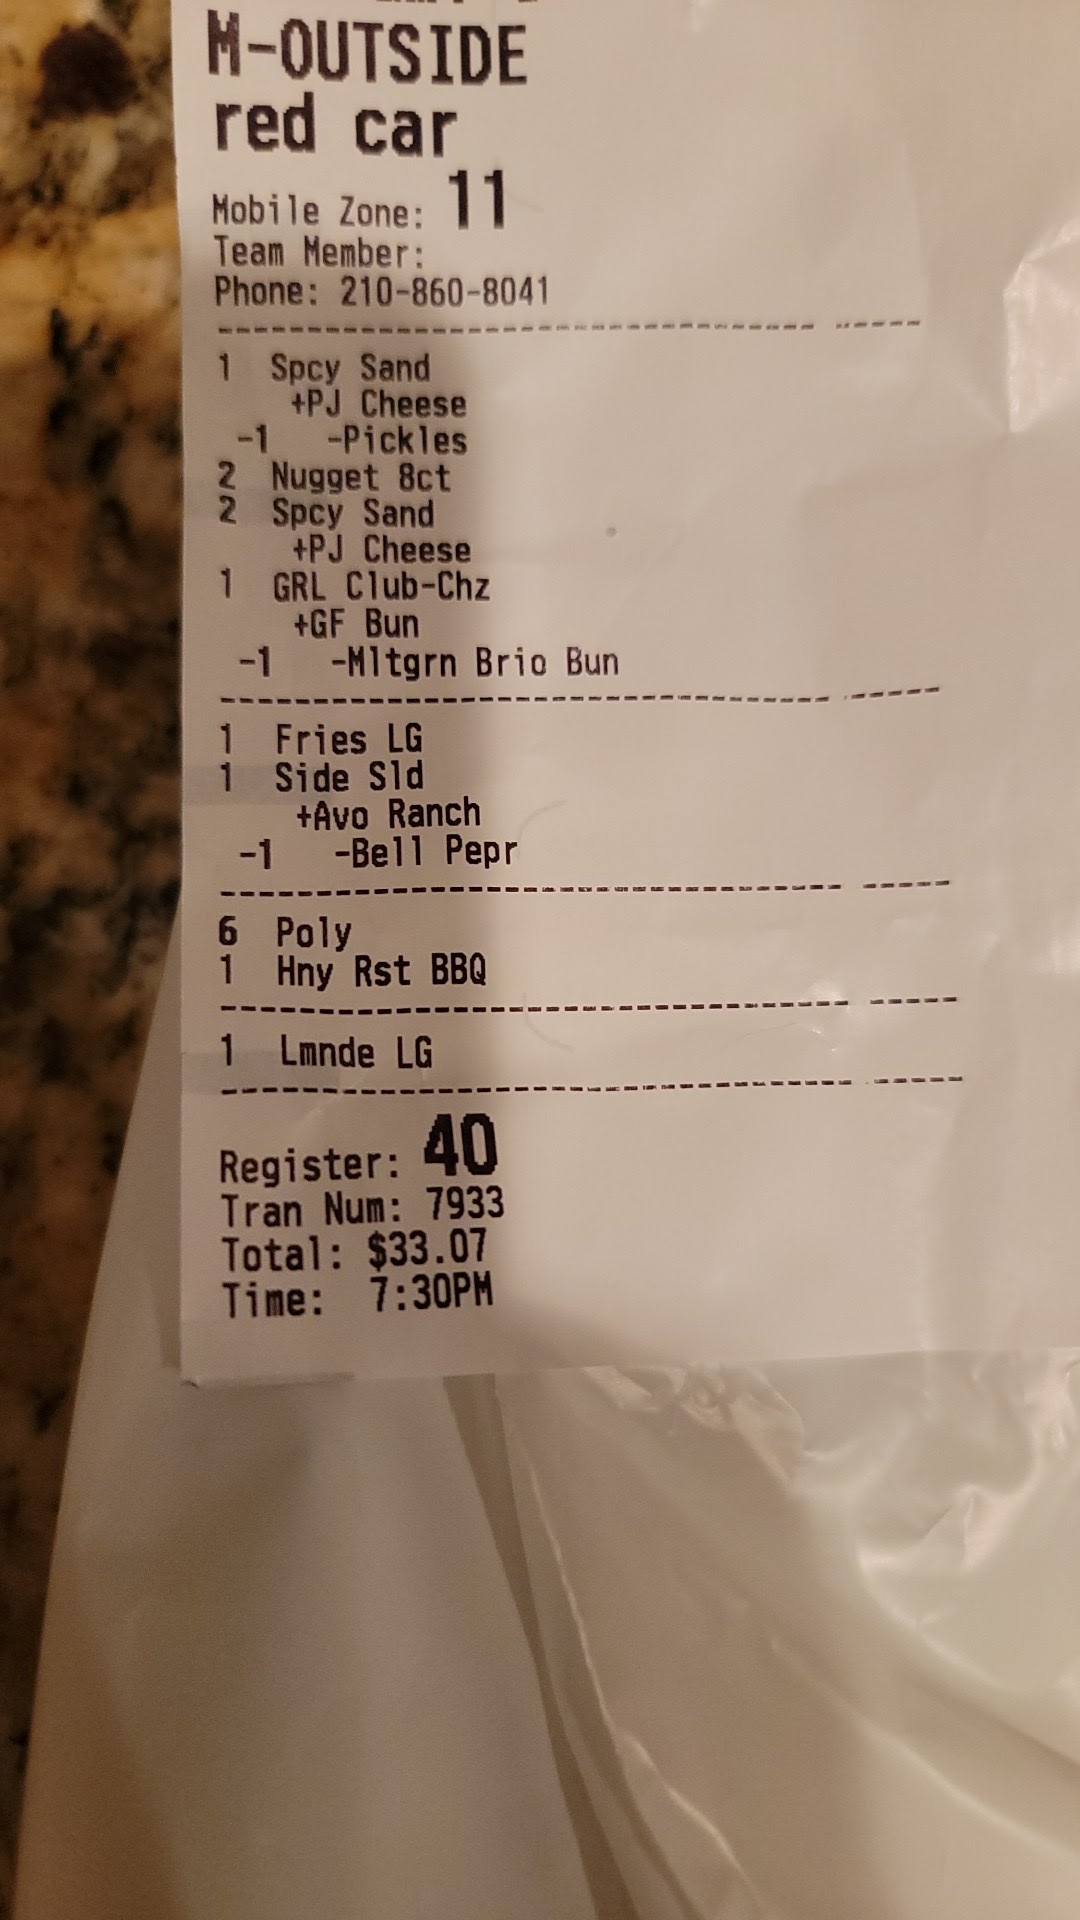 M-OUTSIDE
red car
Mobile Zone: 11
Team Member:
Phone: 210-860-8041
1 Spcy Sand
+PJ Cheese
-1 -Pickles
2 Nugget 8ct
2 Spcy Sand
+PJ Cheese
1 GRL Club-Chz
+GF Bun
-1 -Mltgrn Brio Bun
1 Fries LG
1 Side Sld
+Avo Ranch
-1 -Bell Pepr
6 Poly
1 Hny Rst BBQ
1 Lmnde LG
Register: 40
Tran Num: 7933
Total: $33.07
Time: 7:30PM